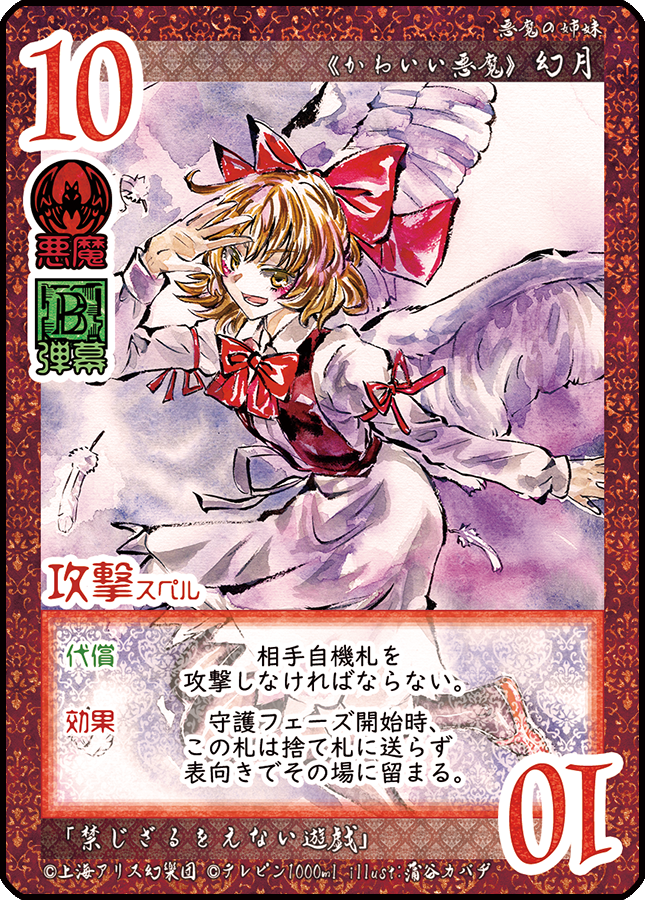 10
悪魔の姉妹
《かわいい悪魔》 幻月
悪魔
B
弾幕
攻撃スペル
代償
相手自機札を
攻撃しなければならない。
効果
守護フェーズ開始時、
この札は捨て札に送らず
表向きでその場に留まる。
10
「禁じざるをえない遊戯」
©上海アリス幻樂団 ©テレピン1000ml illust:蒲谷カバヂ